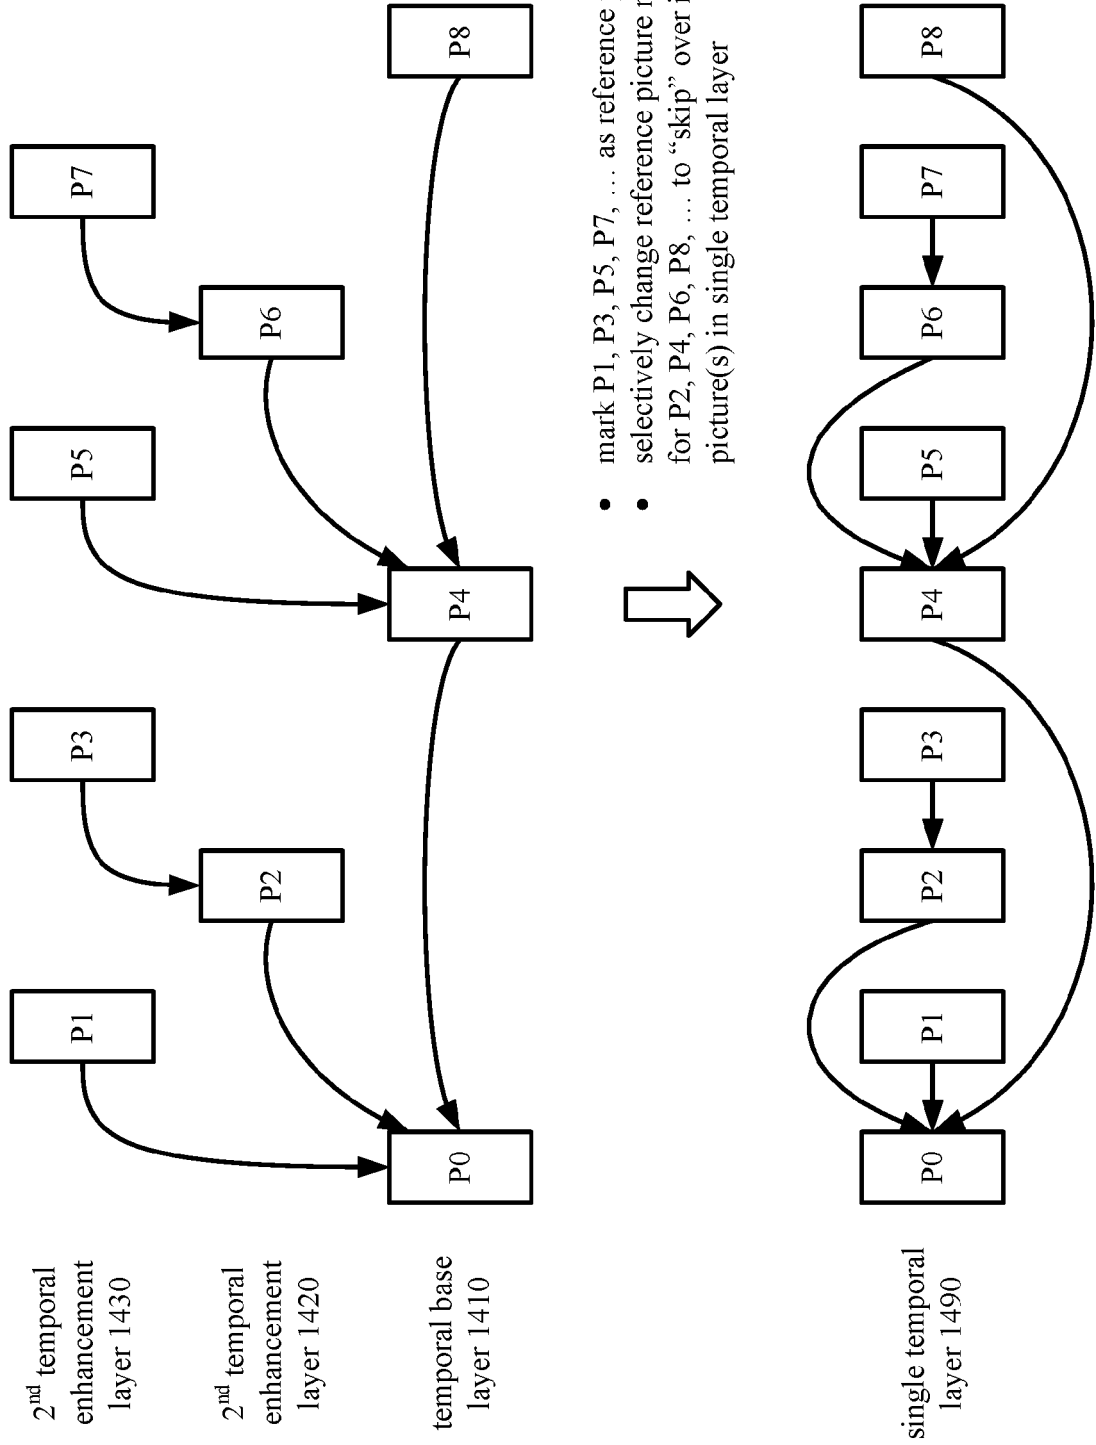 2nd temporal
enhancement
layer 1430
P1
P3
P5
P7
2nd temporal
enhancement
layer 1420
P2
P6
temporal base
layer 1410
P0
P4
P8
• mark P1, P3, P5, P7, … as reference
• selectively change reference picture
for P2, P4, P6, P8, … to “skip” over
picture(s) in single temporal layer
single temporal
layer 1490
P0
P1
P2
P3
P4
P5
P6
P7
P8